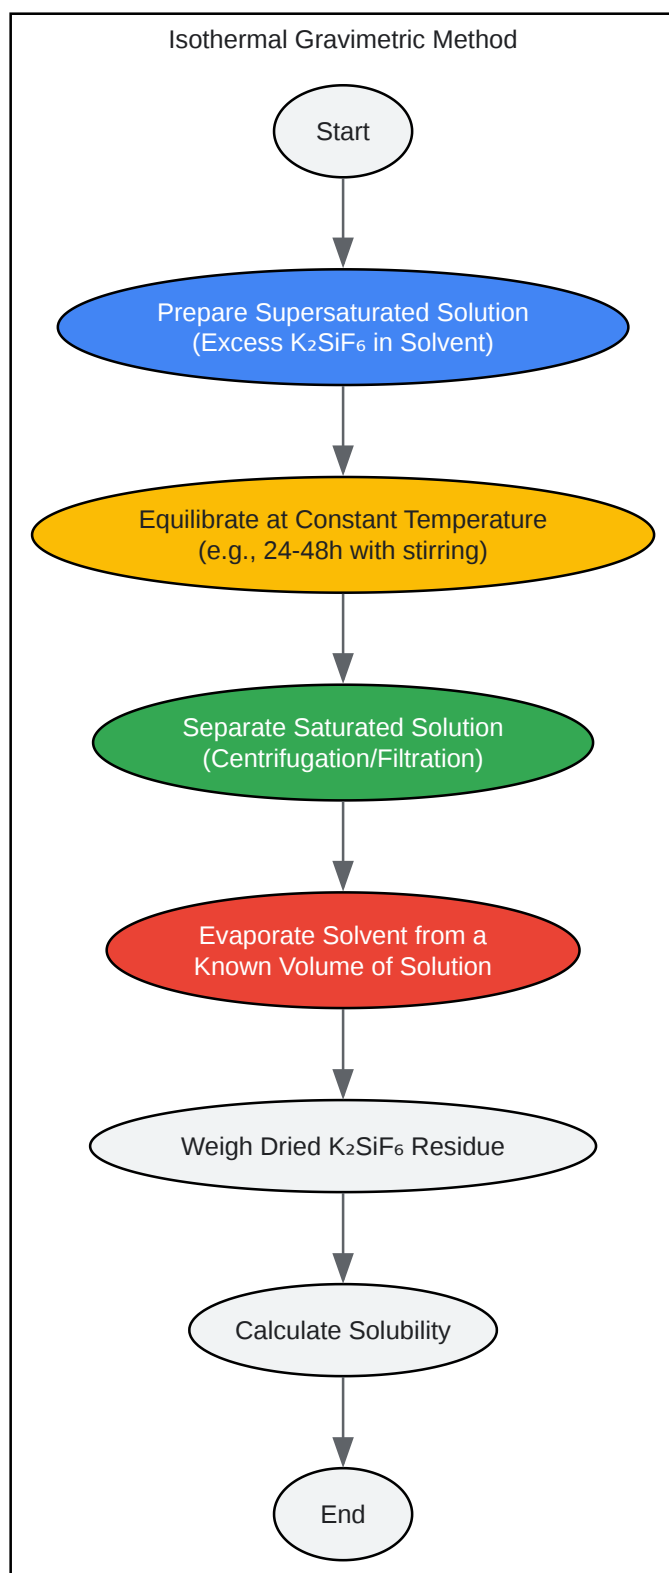 Isothermal Gravimetric Method
Start
Prepare Supersaturated Solution
(Excess K₂SiF₆ in Solvent)
Equilibrate at Constant Temperature
(e.g., 24-48h with stirring)
Separate Saturated Solution
(Centrifugation/Filtration)
Evaporate Solvent from a
Known Volume of Solution
Weigh Dried K₂SiF₆ Residue
Calculate Solubility
End